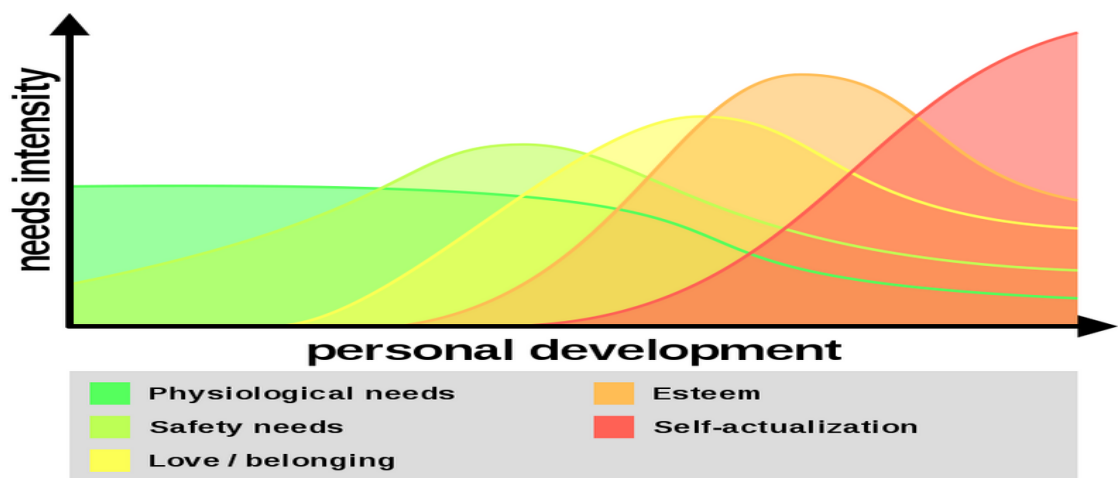 needs intensity
personal development
Physiological needs
Safety needs
Love / belonging
Esteem
Self-actualization